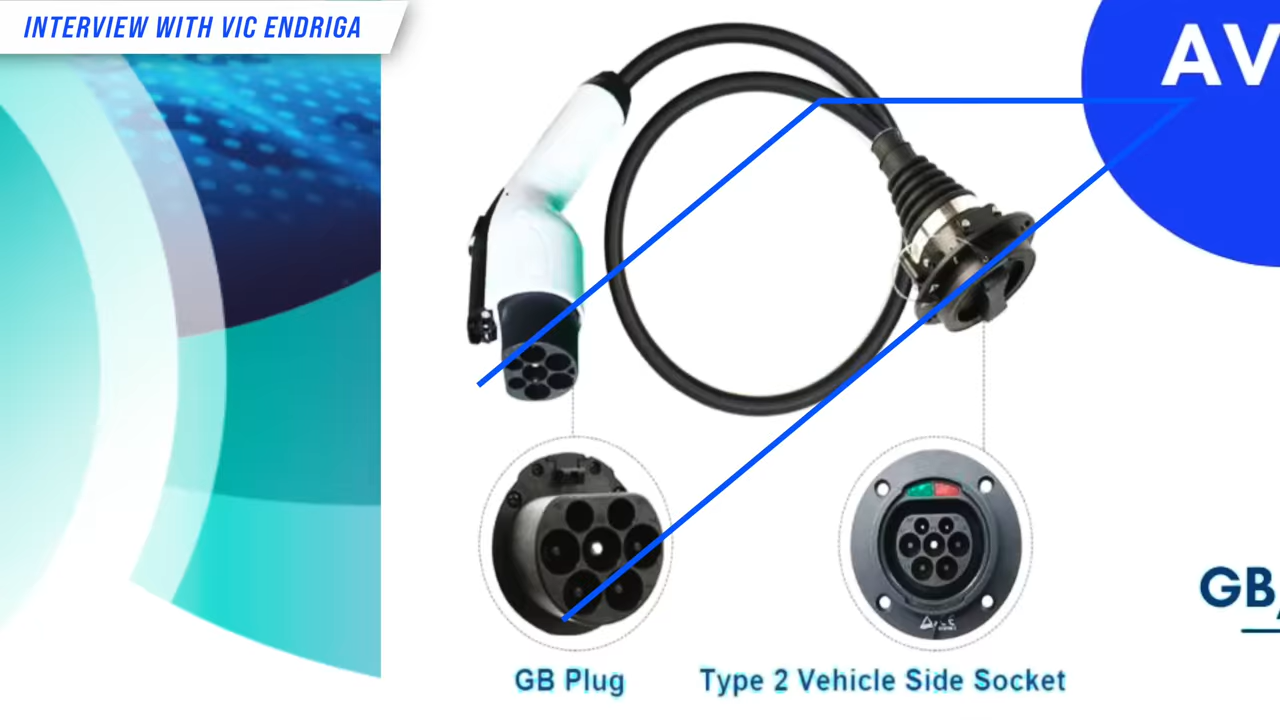 INTERVIEW WITH VIC ENDRIGA
AV
GB/
GB Plug
Type 2 Vehicle Side Socket